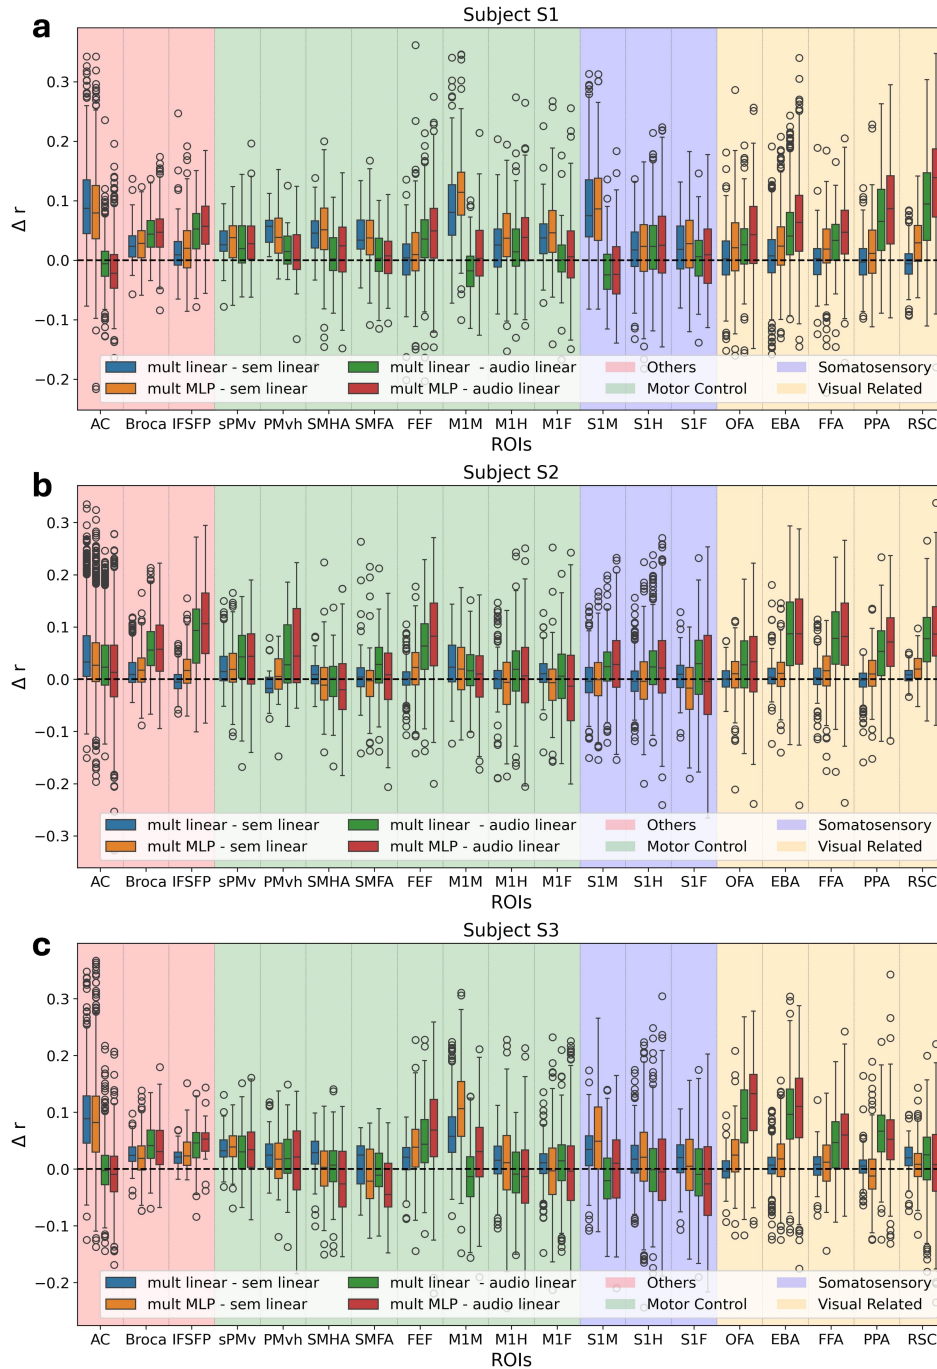 Subject S1
a
0.3
0.2
0.1
0.0
−0.1
−0.2
Δ r
mult linear - sem linear
mult MLP - sem linear
mult linear - audio linear
mult MLP - audio linear
Others
Motor Control
Somatosensory
Visual Related
AC Broca IFSFP sPMv PMvh SMHA SMFA FEF M1M M1H M1F S1M S1H S1F OFA EBA FFA PPA RSC
ROIs
Subject S2
b
0.3
0.2
0.1
0.0
−0.1
−0.2
−0.3
Δ r
mult linear - sem linear
mult MLP - sem linear
mult linear - audio linear
mult MLP - audio linear
Others
Motor Control
Somatosensory
Visual Related
AC Broca IFSFP sPMv PMvh SMHA SMFA FEF M1M M1H M1F S1M S1H S1F OFA EBA FFA PPA RSC
ROIs
Subject S3
c
0.3
0.2
0.1
0.0
−0.1
−0.2
Δ r
mult linear - sem linear
mult MLP - sem linear
mult linear - audio linear
mult MLP - audio linear
Others
Motor Control
Somatosensory
Visual Related
AC Broca IFSFP sPMv PMvh SMHA SMFA FEF M1M M1H M1F S1M S1H S1F OFA EBA FFA PPA RSC
ROIs